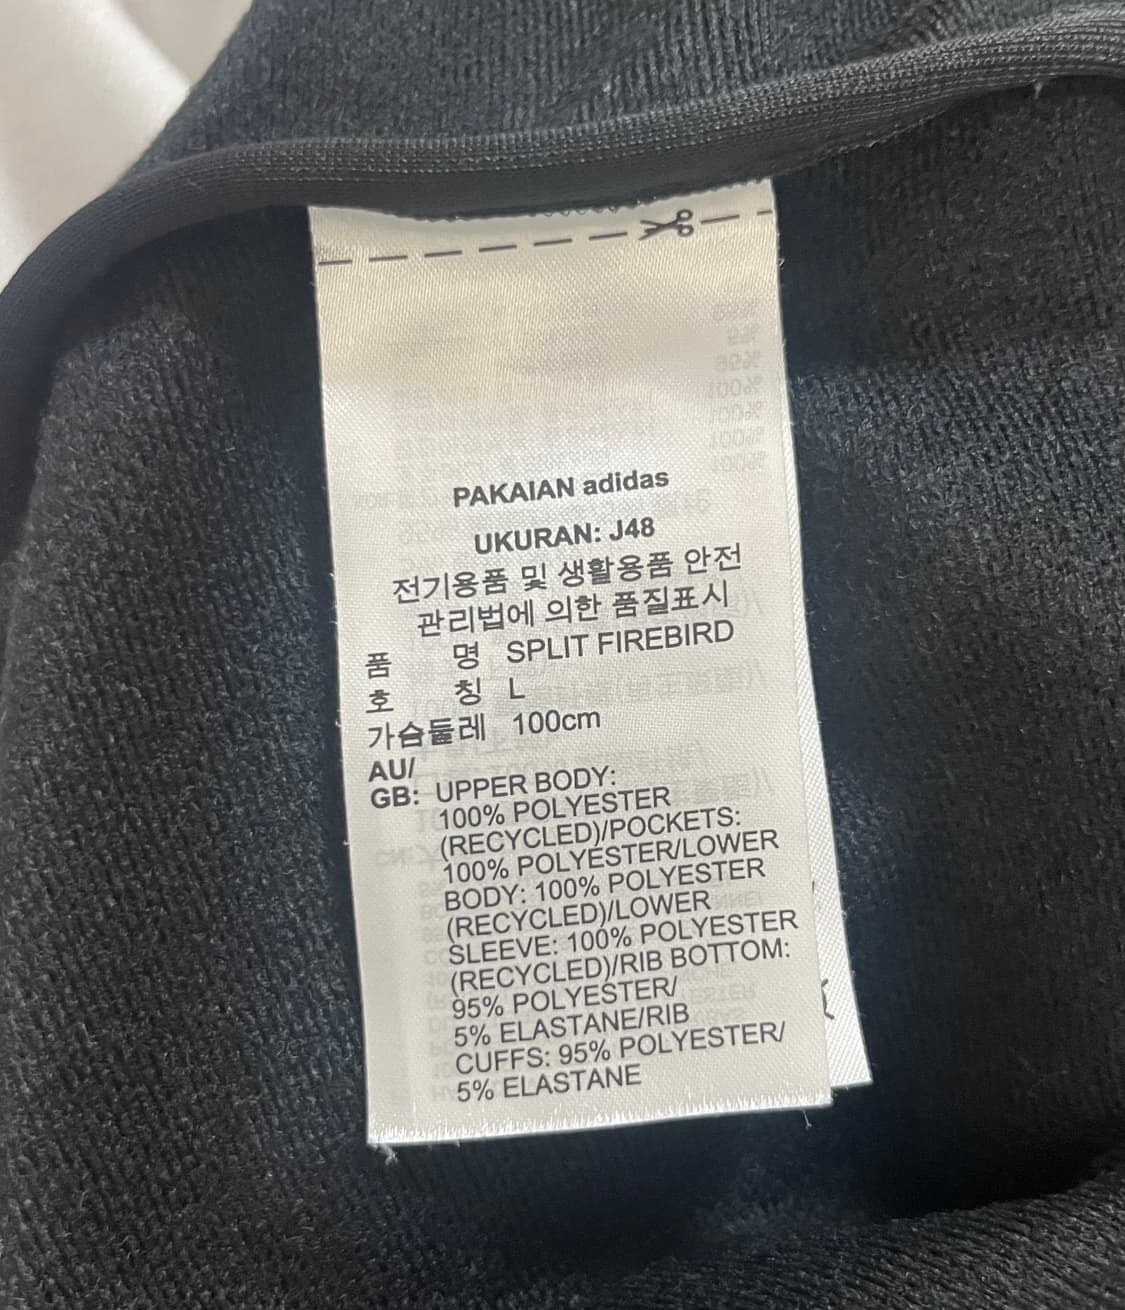 PAKAIAN adidas
UKURAN: J48
전기용품 및 생활용품 안전
관리법에 의한 품질표시
품 명 SPLIT FIREBIRD
호 칭 L
가슴둘레 100cm
AU/
GB: UPPER BODY:
100% POLYESTER
(RECYCLED)/POCKETS:
100% POLYESTER/LOWER
BODY: 100% POLYESTER
(RECYCLED)/LOWER
SLEEVE: 100% POLYESTER
(RECYCLED)/RIB BOTTOM:
95% POLYESTER/
5% ELASTANE/RIB
CUFFS: 95% POLYESTER/
5% ELASTANE